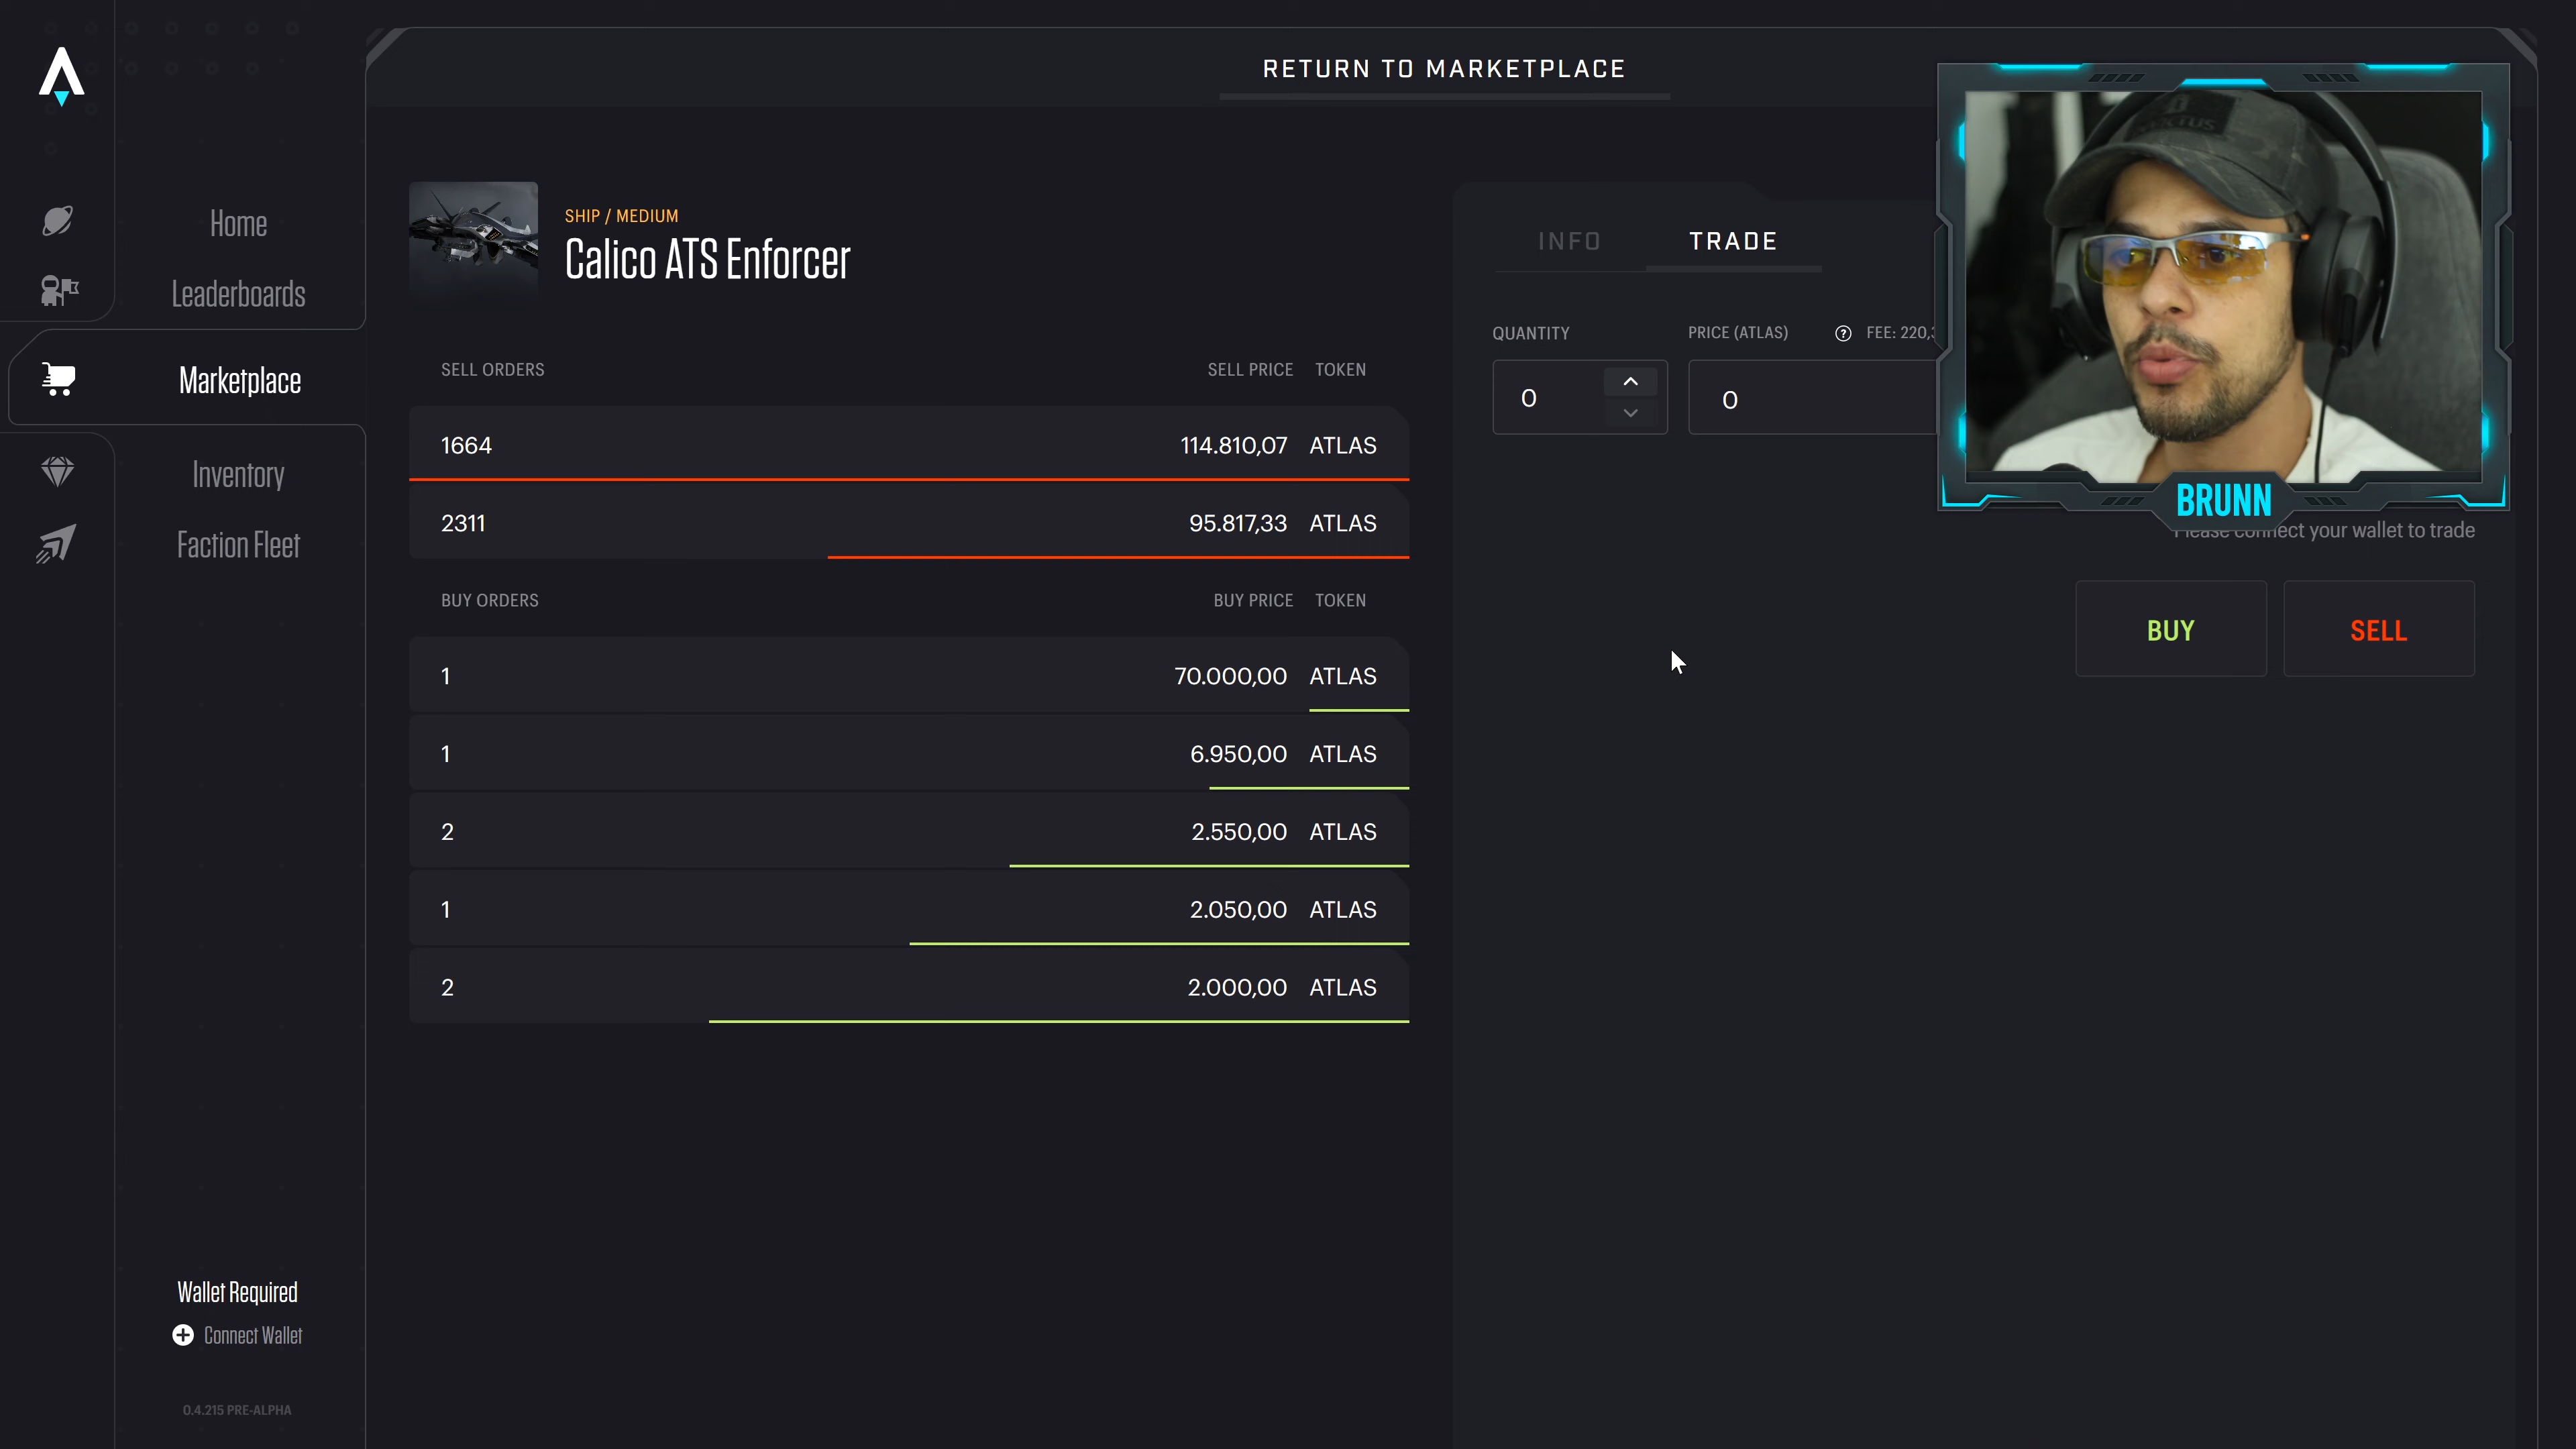 RETURN TO MARKETPLACE
Home
Leaderboards
Marketplace
Inventory
Faction Fleet
SHIP / MEDIUM
Calico ATS Enforcer
SELL ORDERS SELL PRICE TOKEN
1664 114.810,07 ATLAS
2311 95.817,33 ATLAS
BUY ORDERS BUY PRICE TOKEN
1 70.000,00 ATLAS
1 6.950,00 ATLAS
2 2.550,00 ATLAS
1 2.050,00 ATLAS
2 2.000,00 ATLAS
INFO TRADE
QUANTITY PRICE (ATLAS) ? FEE:
0 0
BRUNN
Please connect your wallet to trade
BUY SELL
Wallet Required
Connect Wallet
0.4.215 PRE-ALPHA